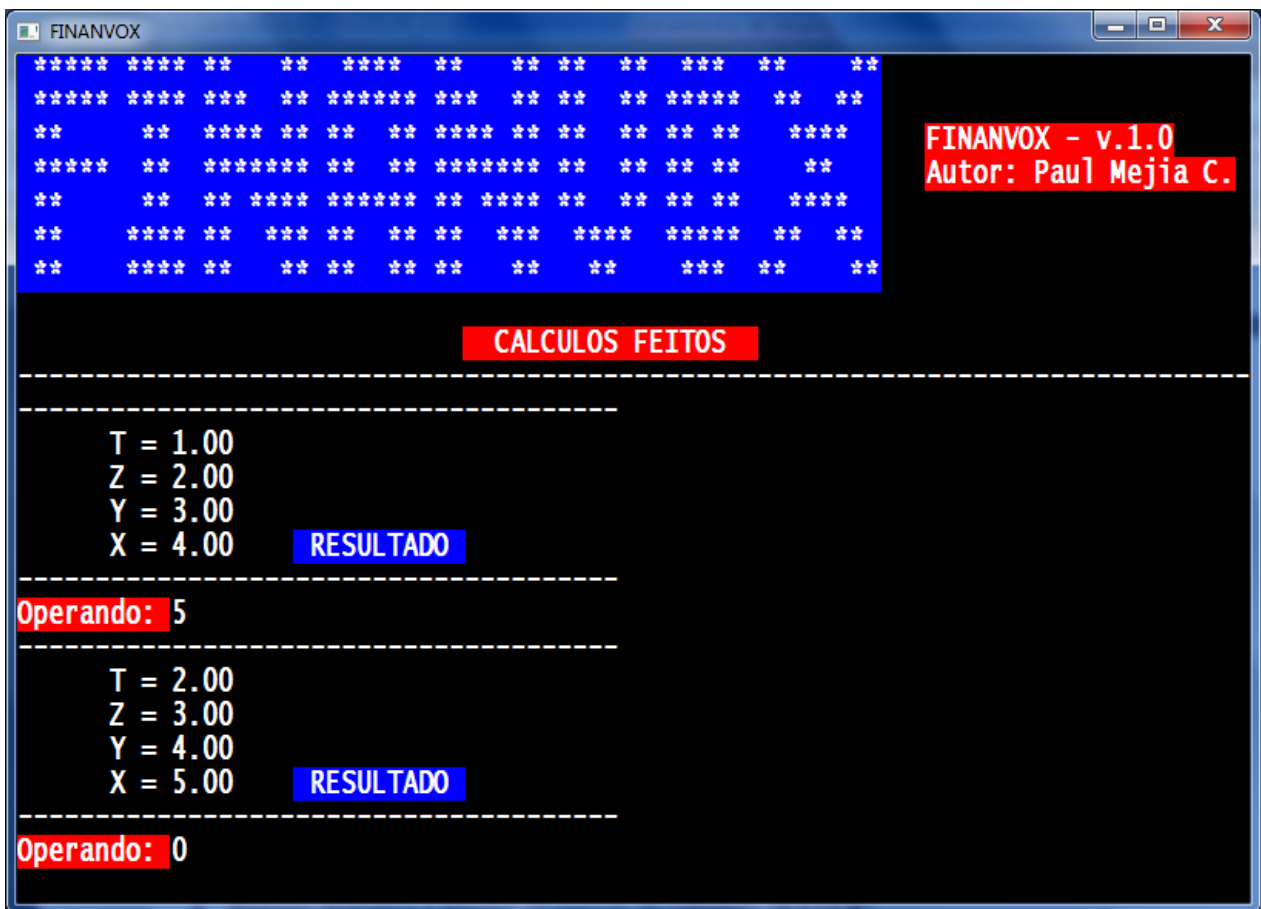 FINANVOX
FINANVOX - v.1.0
Autor: Paul Mejia C.
CALCULOS FEITOS
T = 1.00
Z = 2.00
Y = 3.00
X = 4.00 RESULTADO
Operando: 5
T = 2.00
Z = 3.00
Y = 4.00
X = 5.00 RESULTADO
Operando: 0